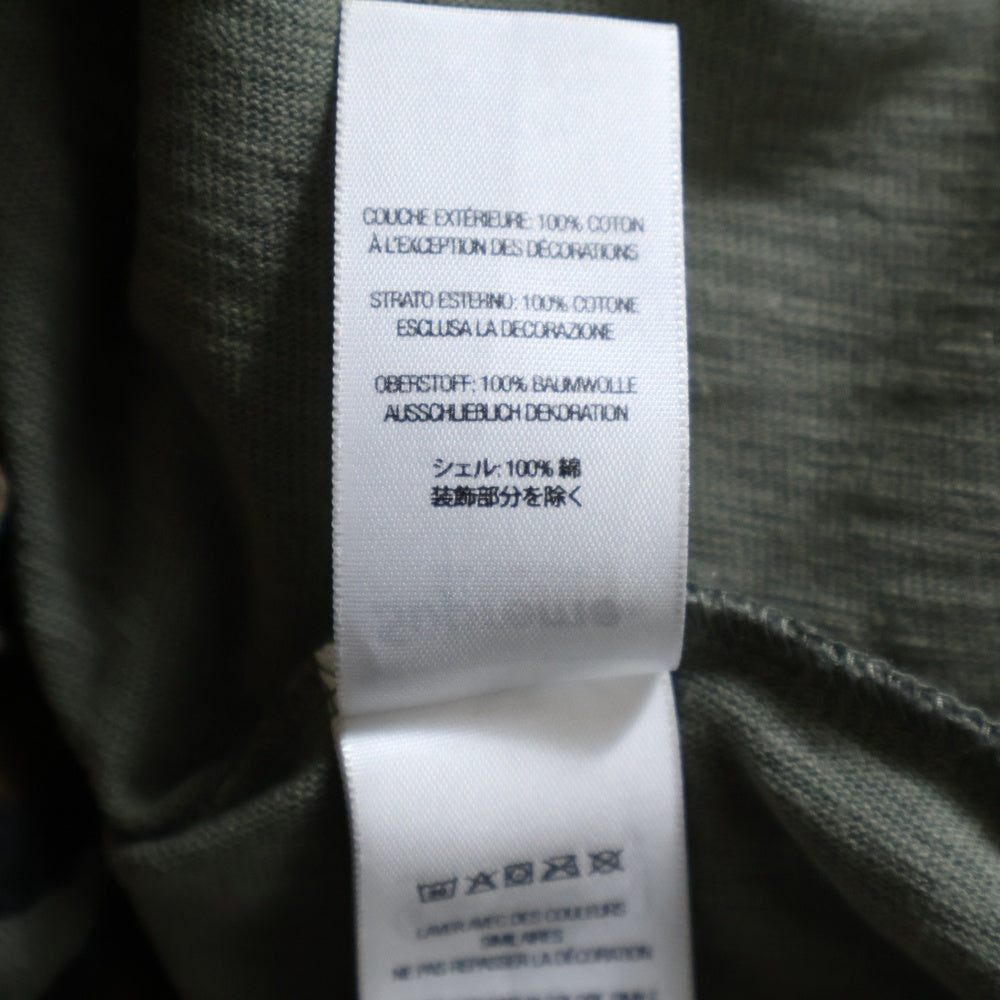 COUCHE EXTÉRIEURE: 100% COTON
À L'EXCEPTION DES DÉCORATIONS
STRATO ESTERNO: 100% COTONE
ESCLUSA LA DECORAZIONE
OBERSTOFF: 100% BAUMWOLLE
AUSSCHLIEßLICH DEKORATION
シェル: 100% 綿
装飾部分を除く
LAVER AVEC DES COULEURS
SIMILAIRES
NE PAS REPASSER LA DÉCORATION